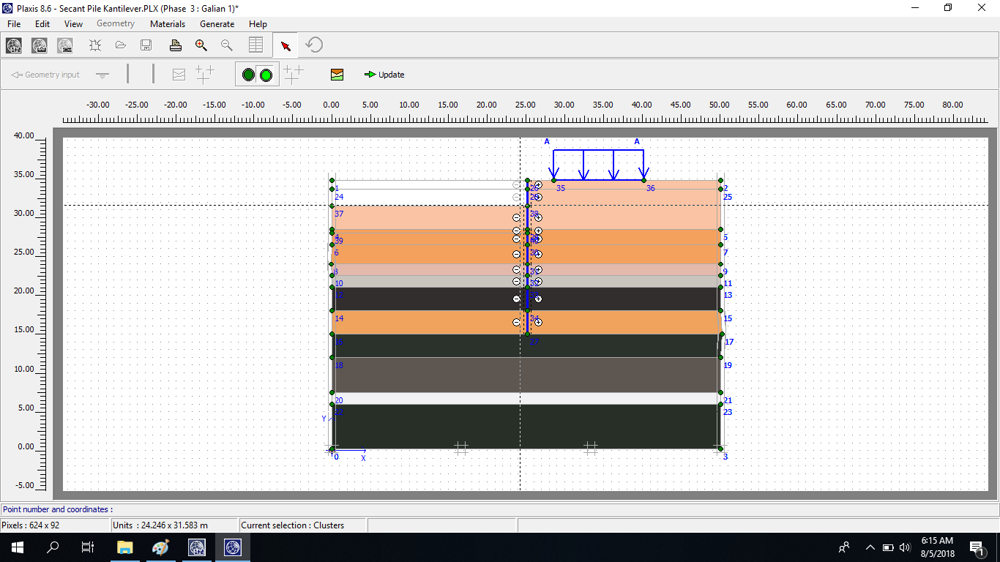 Plaxis 8.6 - Secant Pile Kantilever.PLX (Phase 3 : Galian 1)*
File Edit View Geometry Materials Generate Help
Geometry input Update
-30.00 -25.00 -20.00 -15.00 -10.00 -5.00 0.00 5.00 10.00 15.00 20.00 25.00 30.00 35.00 40.00 45.00 50.00 55.00 60.00 65.00 70.00 75.00 80.00
40.00
A A
35.00
1 26 35 36 2
24 25
30.00
37 38
4 5
39
25.00
6 7
8 31 9
10 32 11
20.00
12 13
14 34 15
15.00
16 27 17
18 19
10.00
20 21
5.00
22 23
Y
0.00
0 X 3
-5.00
Point number and coordinates :
Pixels : 624 x 92 Units : 24.246 x 31.583 m Current selection : Clusters
6:15 AM
8/5/2018
1